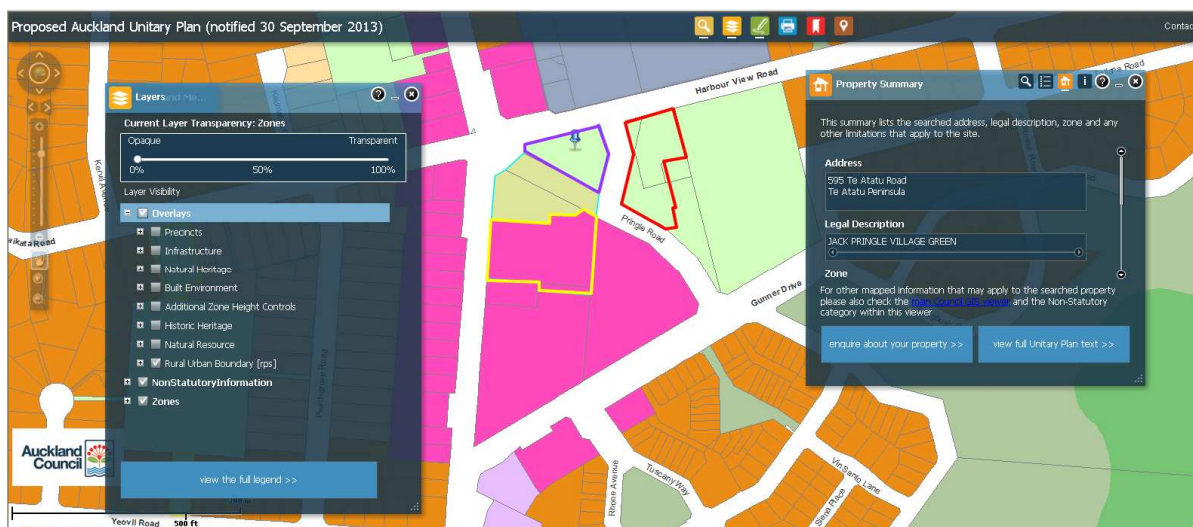 Proposed Auckland Unitary Plan (notified 30 September 2013)
Contac
Layers
Current Layer Transparency: Zones
Opaque Transparent
0% 50% 100%
Layer Visibility
Overlays
Precincts
Infrastructure
Natural Heritage
Built Environment
Additional Zone Height Controls
Historic Heritage
Natural Resource
Rural Urban Boundary [rps]
NonStatutoryInformation
Zones
view the full legend >>
Auckland
Council
500 ft
Yeovil Road
Harbour View Road
Pringle Road
Gunner Drive
Rhone Avenue
Tuscany Way
Vin Santo Lane
Siena Place
Property Summary
This summary lists the searched address, legal description, zone and any
other limitations that apply to the site.
Address
595 Te Atatu Road
Te Atatu Peninsula
Legal Description
JACK PRINGLE VILLAGE GREEN
Zone
For other mapped information that may apply to the searched property
please also check the main Council GIS viewer and the Non-Statutory
category within this viewer
enquire about your property >>
view full Unitary Plan text >>